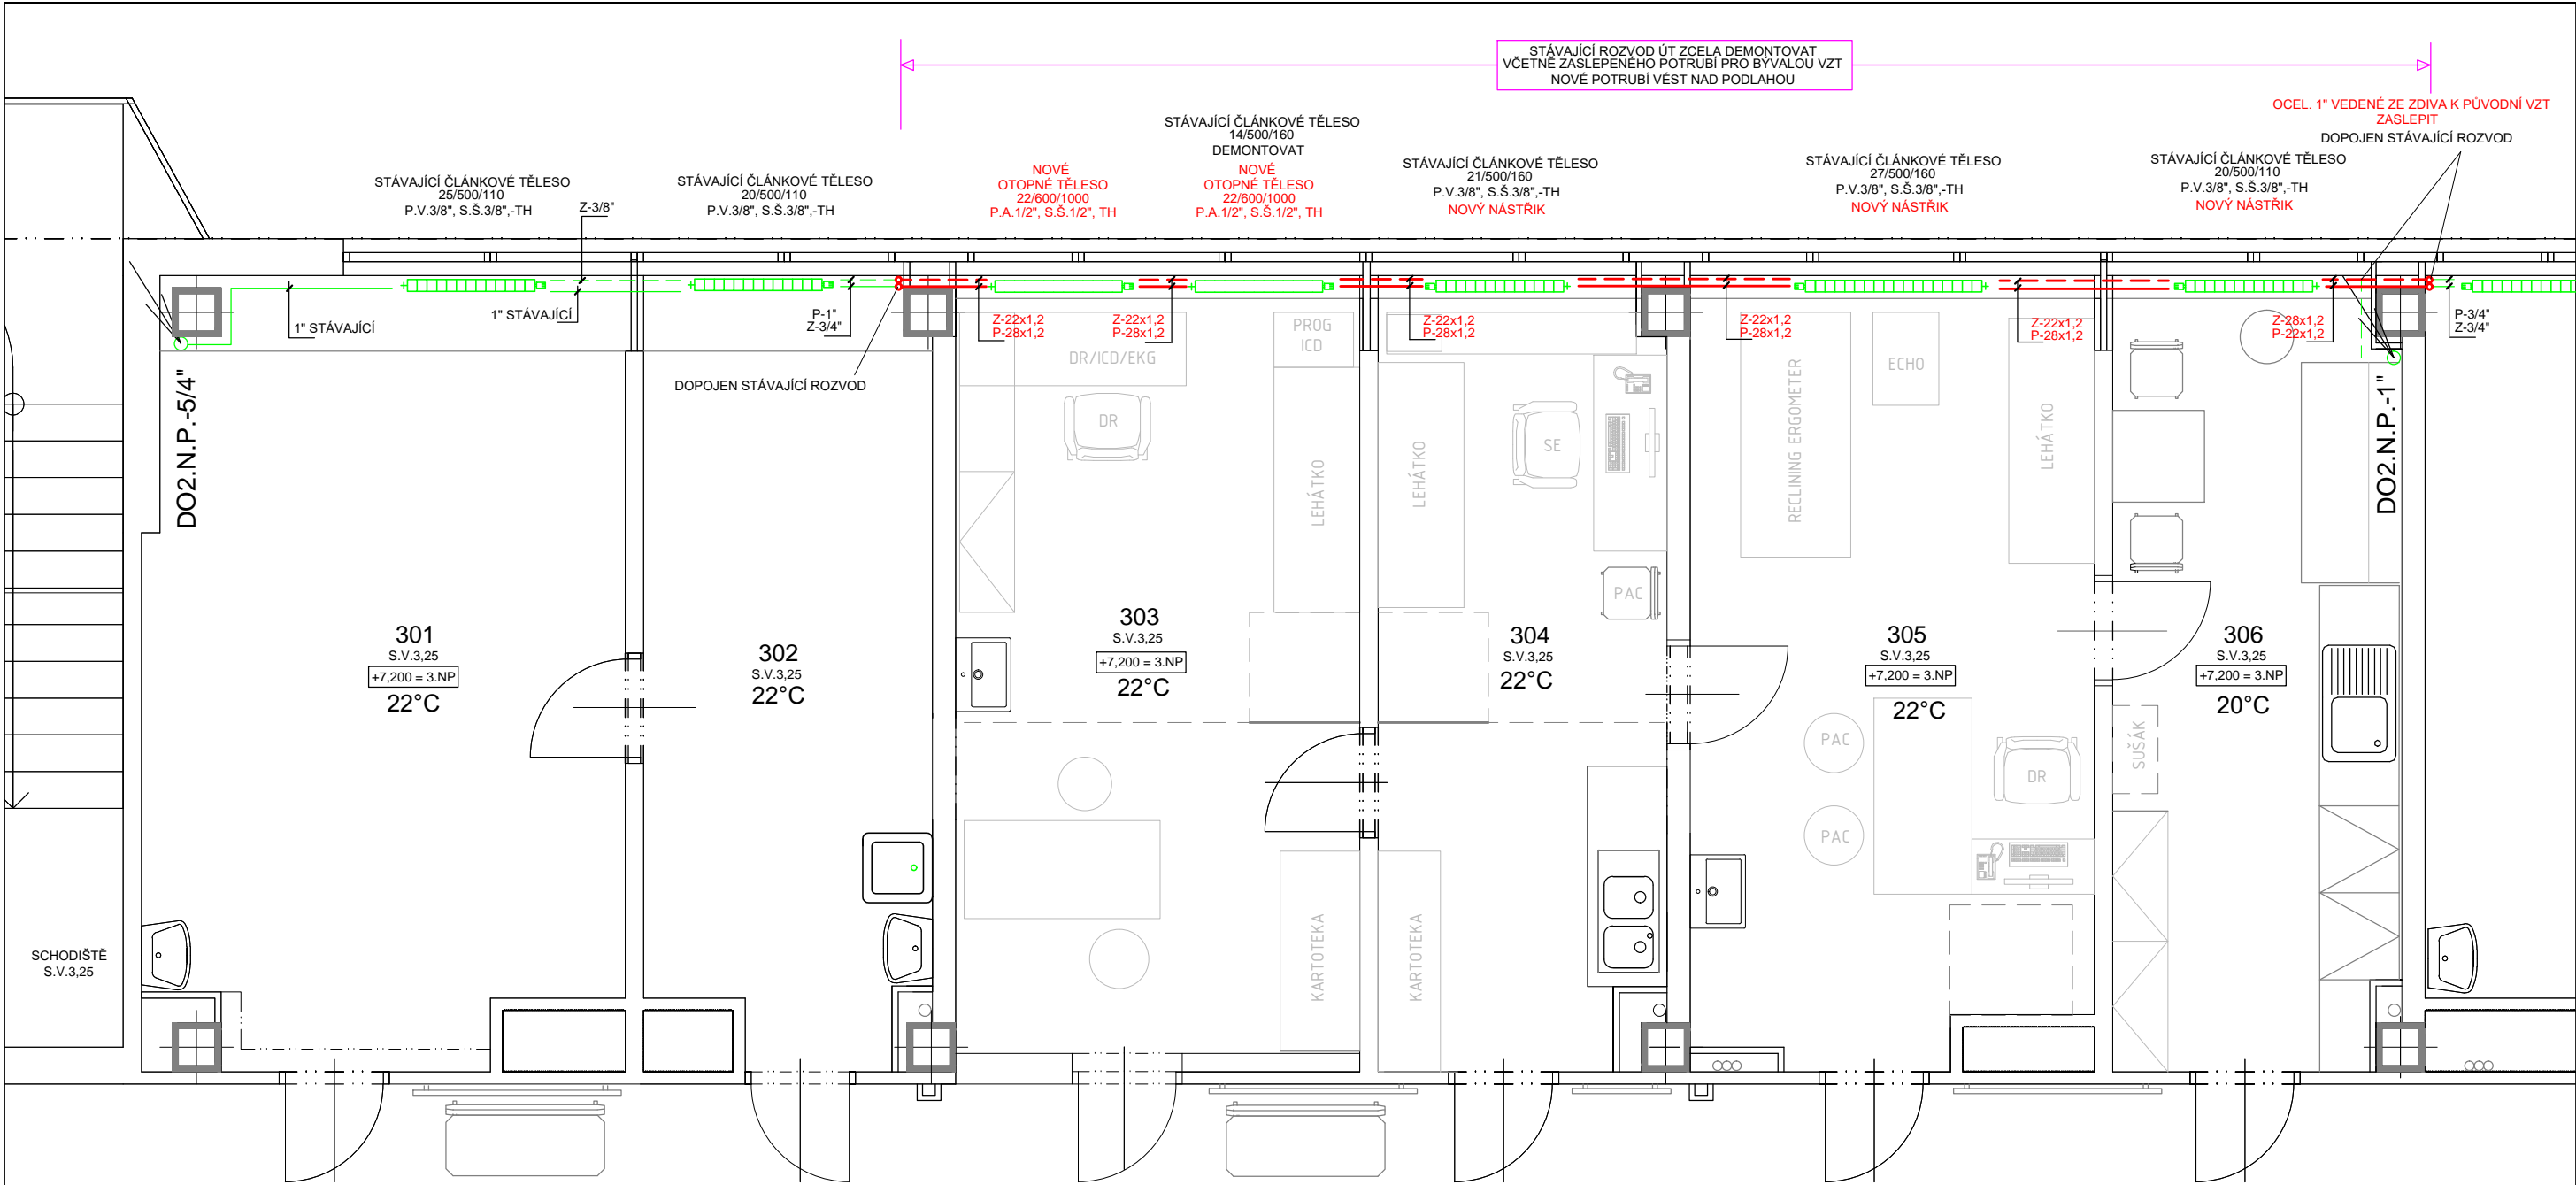 STÁVAJÍCÍ ROZVOD ÚT ZCELA DEMONTOVAT
VČETNĚ ZASLEPENÉHO POTRUBÍ PRO BÝVALOU VZT
NOVÉ POTRUBÍ VÉST NAD PODLAHOU
OCEL. 1" VEDENÉ ZE ZDIVA K PŮVODNÍ VZT
ZASLEPIT
DOPOJEN STÁVAJÍCÍ ROZVOD
STÁVAJÍCÍ ČLÁNKOVÉ TĚLESO
25/500/110
P.V.3/8", S.Š.3/8",-TH
Z-3/8"
STÁVAJÍCÍ ČLÁNKOVÉ TĚLESO
20/500/110
P.V.3/8", S.Š.3/8",-TH
NOVÉ
OTOPNÉ TĚLESO
22/600/1000
P.A.1/2", S.Š.1/2", TH
STÁVAJÍCÍ ČLÁNKOVÉ TĚLESO
14/500/160
DEMONTOVAT
NOVÉ
OTOPNÉ TĚLESO
22/600/1000
P.A.1/2", S.Š.1/2", TH
STÁVAJÍCÍ ČLÁNKOVÉ TĚLESO
21/500/160
P.V.3/8", S.Š.3/8",-TH
NOVÝ NÁSTŘIK
STÁVAJÍCÍ ČLÁNKOVÉ TĚLESO
27/500/160
P.V.3/8", S.Š.3/8",-TH
NOVÝ NÁSTŘIK
STÁVAJÍCÍ ČLÁNKOVÉ TĚLESO
20/500/110
P.V.3/8", S.Š.3/8",-TH
NOVÝ NÁSTŘIK
1" STÁVAJÍCÍ
1" STÁVAJÍCÍ
P-1"
Z-3/4"
Z-22x1,2
P-28x1,2
Z-22x1,2
P-28x1,2
Z-22x1,2
P-28x1,2
Z-22x1,2
P-28x1,2
Z-22x1,2
P-28x1,2
Z-28x1,2
P-22x1,2
P-3/4"
Z-3/4"
DOPOJEN STÁVAJÍCÍ ROZVOD
DO2.N.P.-5/4"
DO2.N.P.-1"
DR/ICD/EKG
PROG
ICD
DR
LEHÁTKO
LEHÁTKO
SE
PAC
RECLINING ERGOMETER
ECHO
LEHÁTKO
301
S.V.3,25
+7,200 = 3.NP
22°C
302
S.V.3,25
22°C
303
S.V.3,25
+7,200 = 3.NP
22°C
304
S.V.3,25
22°C
305
S.V.3,25
+7,200 = 3.NP
22°C
306
S.V.3,25
+7,200 = 3.NP
20°C
PAC
PAC
DR
SUŠÁK
KARTOTEKA
KARTOTEKA
SCHODIŠTĚ
S.V.3,25